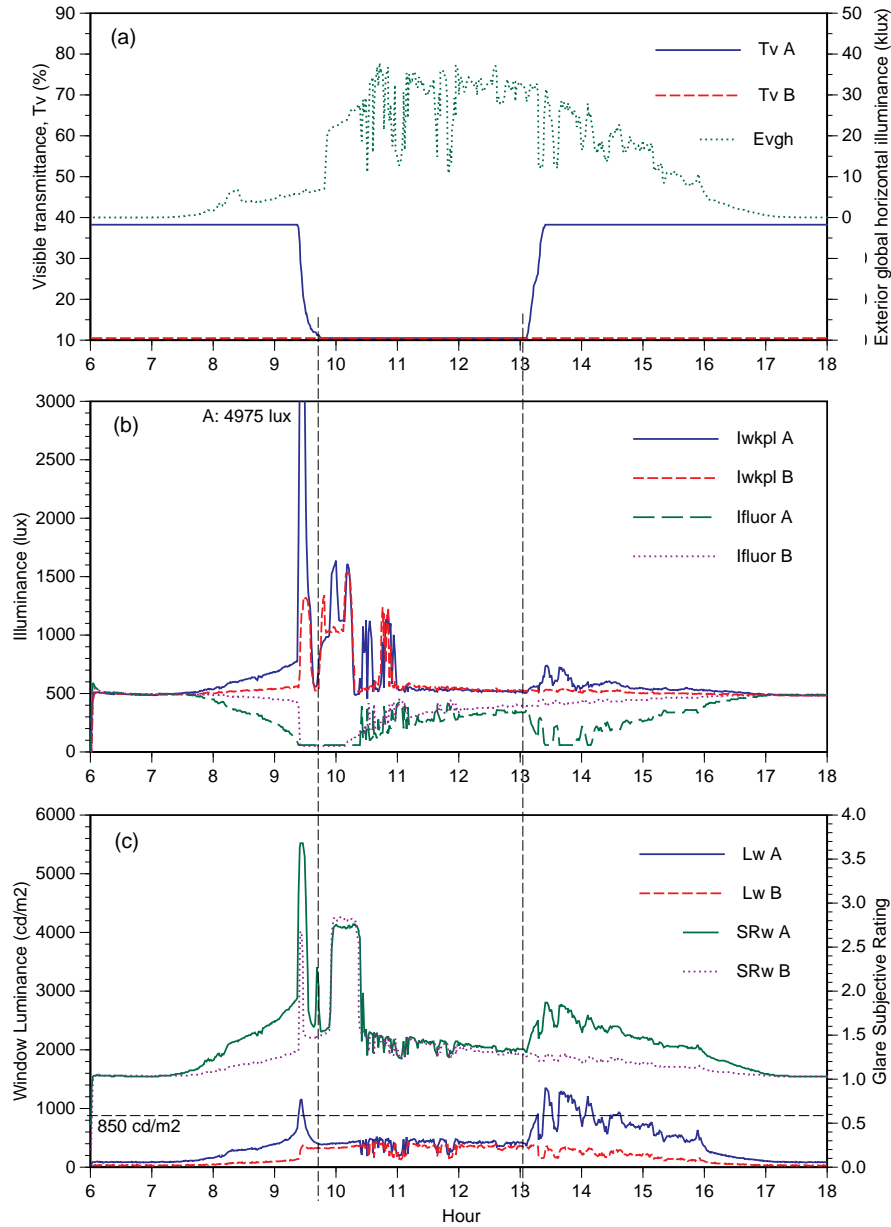 90
80
70
60
50
40
30
20
10
Visible transmittance, Tv (%)
(a)
Tv A
Tv B
Evgh
50
40
30
20
10
0
Exterior global horizontal illuminance (klux)
6 7 8 9 10 11 12 13 14 15 16 17 18
3000
2500
2000
1500
1000
500
0
Illuminance (lux)
A: 4975 lux
(b)
Iwkpl A
Iwkpl B
Ifluor A
Ifluor B
6 7 8 9 10 11 12 13 14 15 16 17 18
6000
5000
4000
3000
2000
1000
0
Window Luminance (cd/m2)
(c)
Lw A
Lw B
SRw A
SRw B
850 cd/m2
4.0
3.5
3.0
2.5
2.0
1.5
1.0
0.5
0.0
Glare Subjective Rating
6 7 8 9 10 11 12 13 14 15 16 17 18
Hour